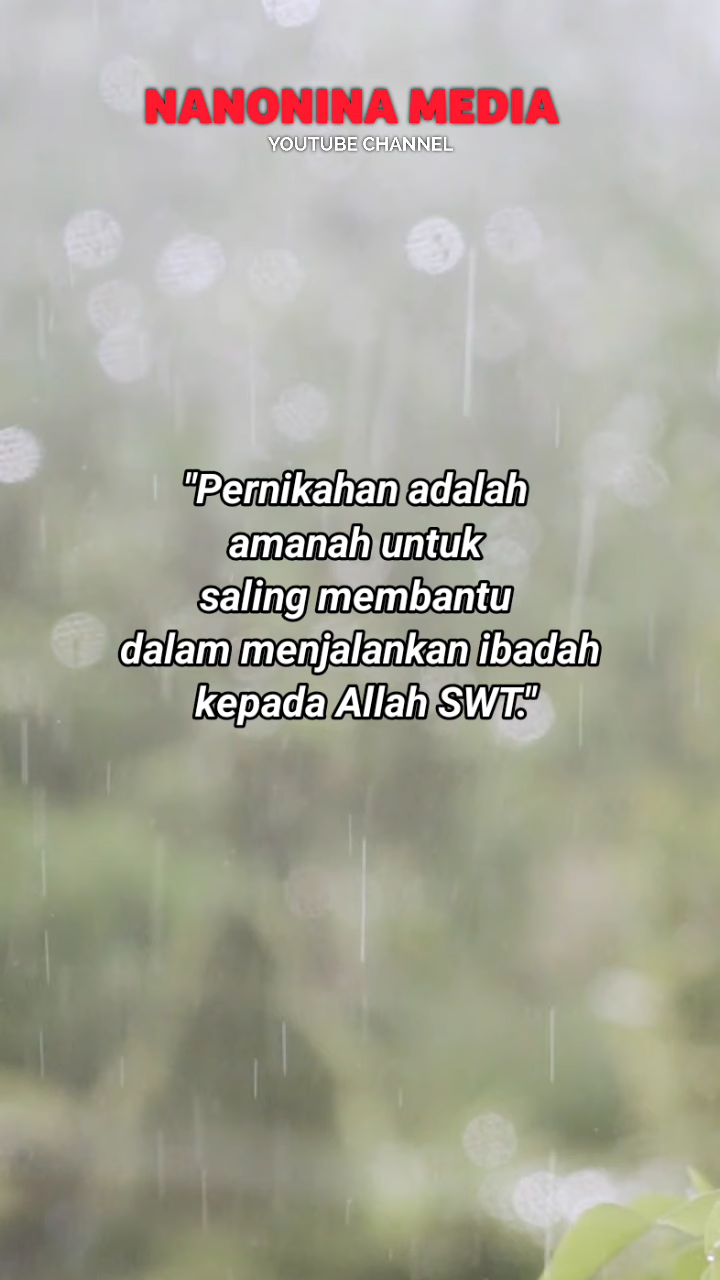 NANONINA MEDIA
YOUTUBE CHANNEL
"Pernikahan adalah
amanah untuk
saling membantu
dalam menjalankan ibadah
kepada Allah SWT."